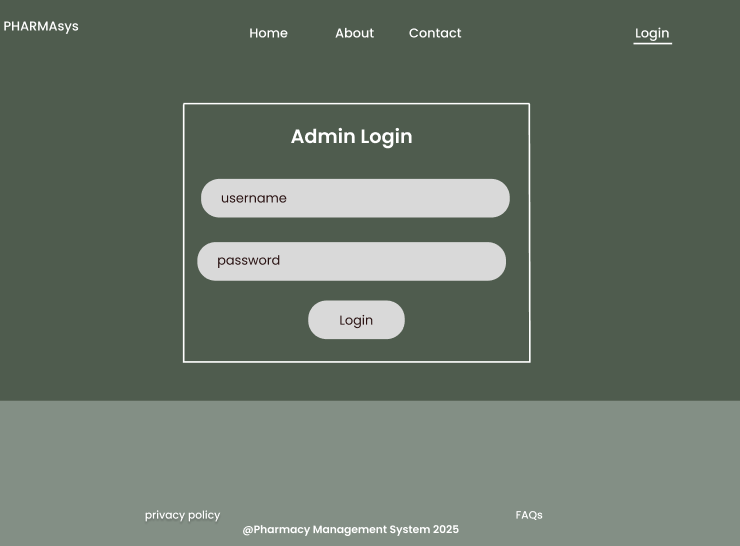 PHARMAsys
Home About Contact Login
Admin Login
username
password
Login
privacy policy FAQs
@Pharmacy Management System 2025